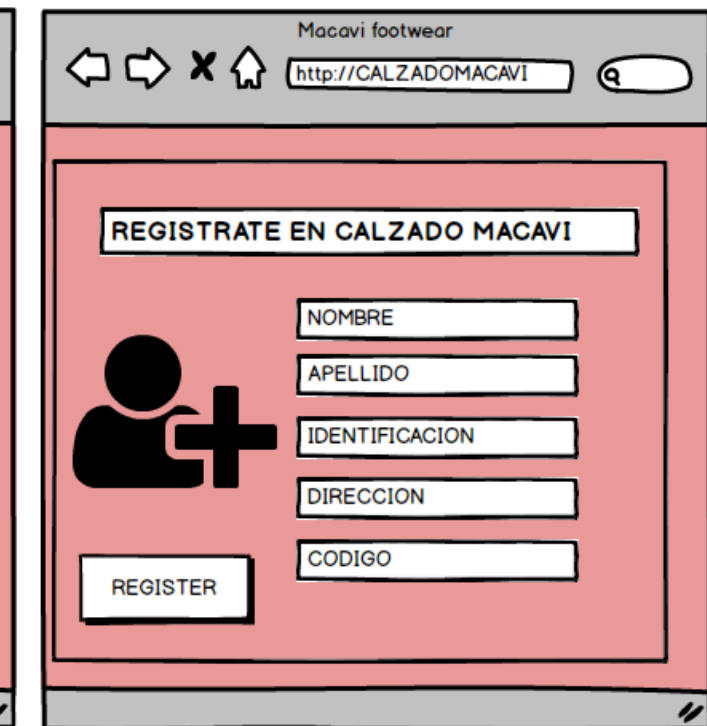 Macavi footwear
http://CALZADOMACAVI
REGISTRATE EN CALZADO MACAVI
NOMBRE
APELLIDO
IDENTIFICACION
DIRECCION
CODIGO
REGISTER